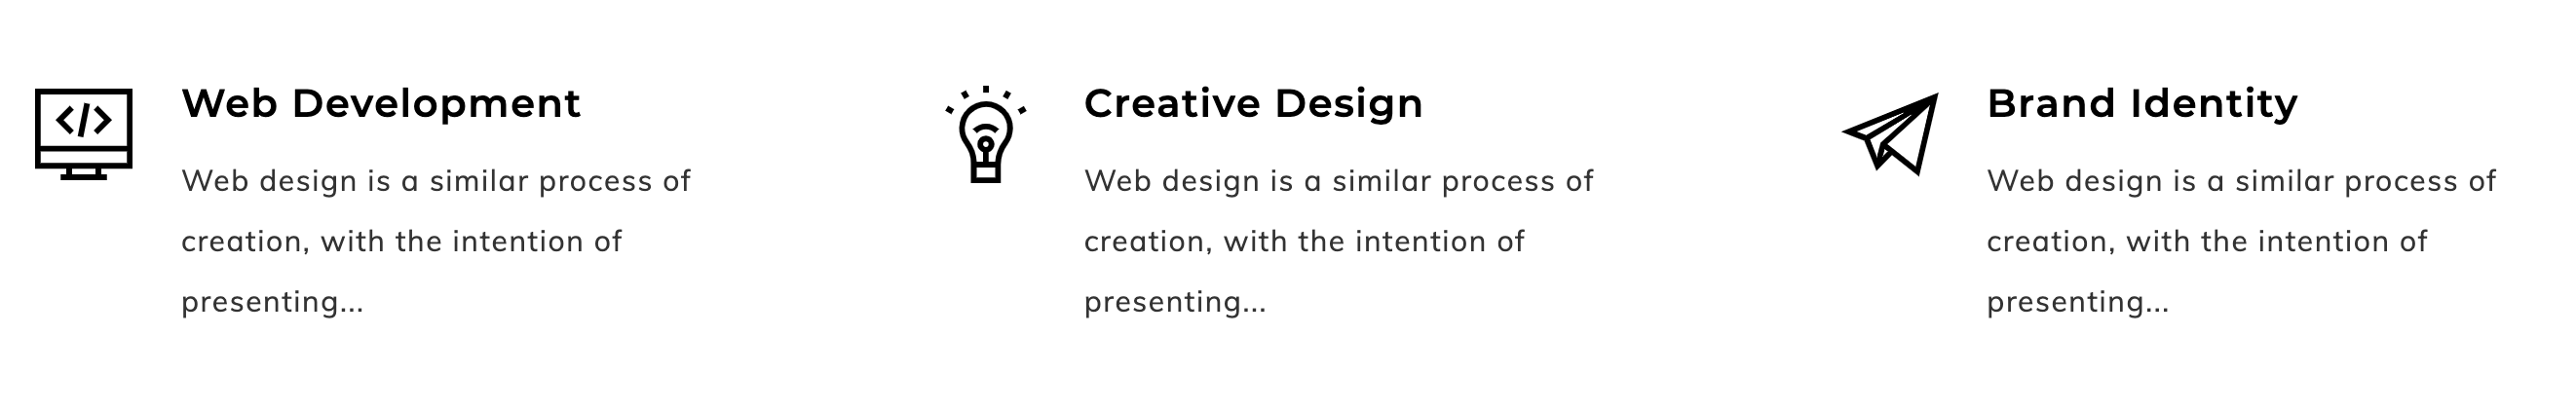 Web Development
Web design is a similar process of
creation, with the intention of
presenting...
Creative Design
Web design is a similar process of
creation, with the intention of
presenting...
Brand Identity
Web design is a similar process of
creation, with the intention of
presenting...